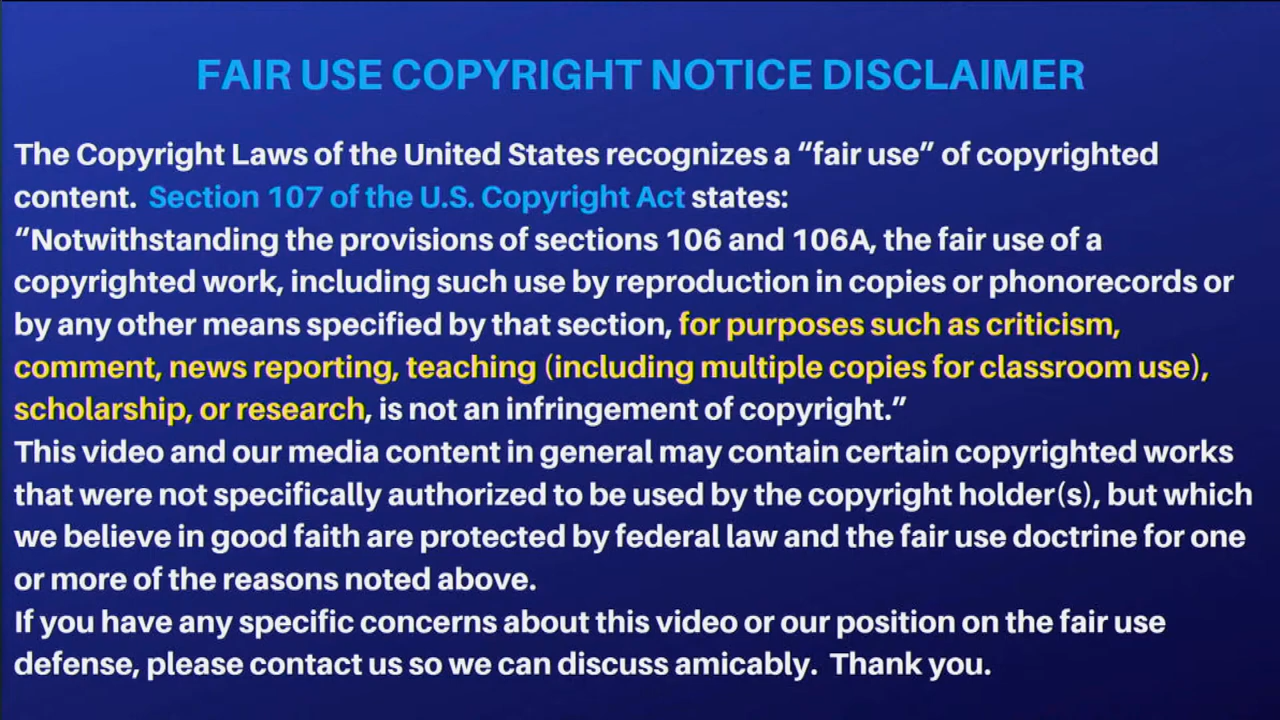 FAIR USE COPYRIGHT NOTICE DISCLAIMER
The Copyright Laws of the United States recognizes a “fair use” of copyrighted
content.  Section 107 of the U.S. Copyright Act states:
“Notwithstanding the provisions of sections 106 and 106A, the fair use of a
copyrighted work, including such use by reproduction in copies or phonorecords or
by any other means specified by that section, for purposes such as criticism,
comment, news reporting, teaching (including multiple copies for classroom use),
scholarship, or research, is not an infringement of copyright.”
This video and our media content in general may contain certain copyrighted works
that were not specifically authorized to be used by the copyright holder(s), but which
we believe in good faith are protected by federal law and the fair use doctrine for one
or more of the reasons noted above.
If you have any specific concerns about this video or our position on the fair use
defense, please contact us so we can discuss amicably.  Thank you.